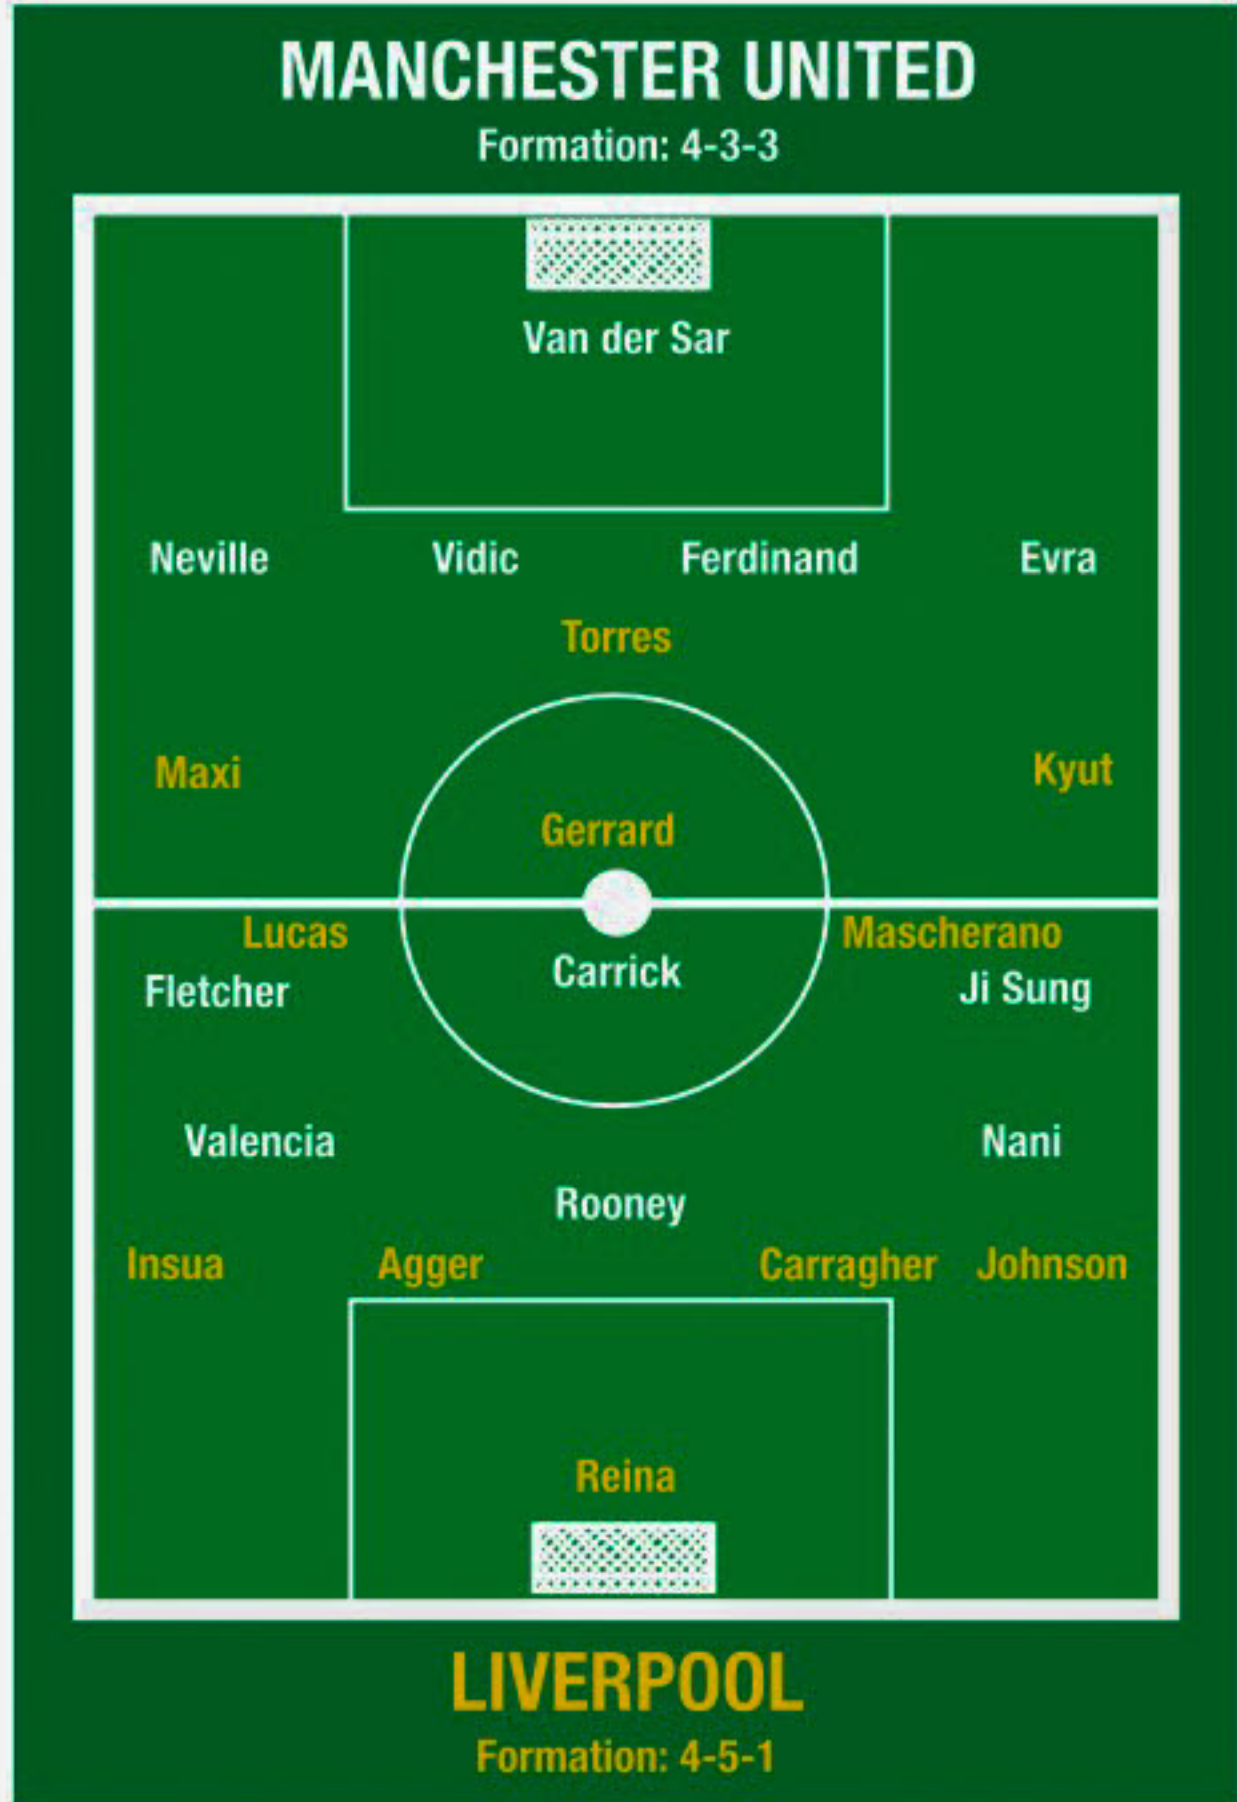 MANCHESTER UNITED
Formation: 4-3-3
Van der Sar
Neville Vidic Ferdinand Evra
Torres
Maxi Kyut
Gerrard
Lucas Mascherano
Carrick
Fletcher Ji Sung
Valencia Nani
Rooney
Insua Agger Carragher Johnson
Reina
LIVERPOOL
Formation: 4-5-1